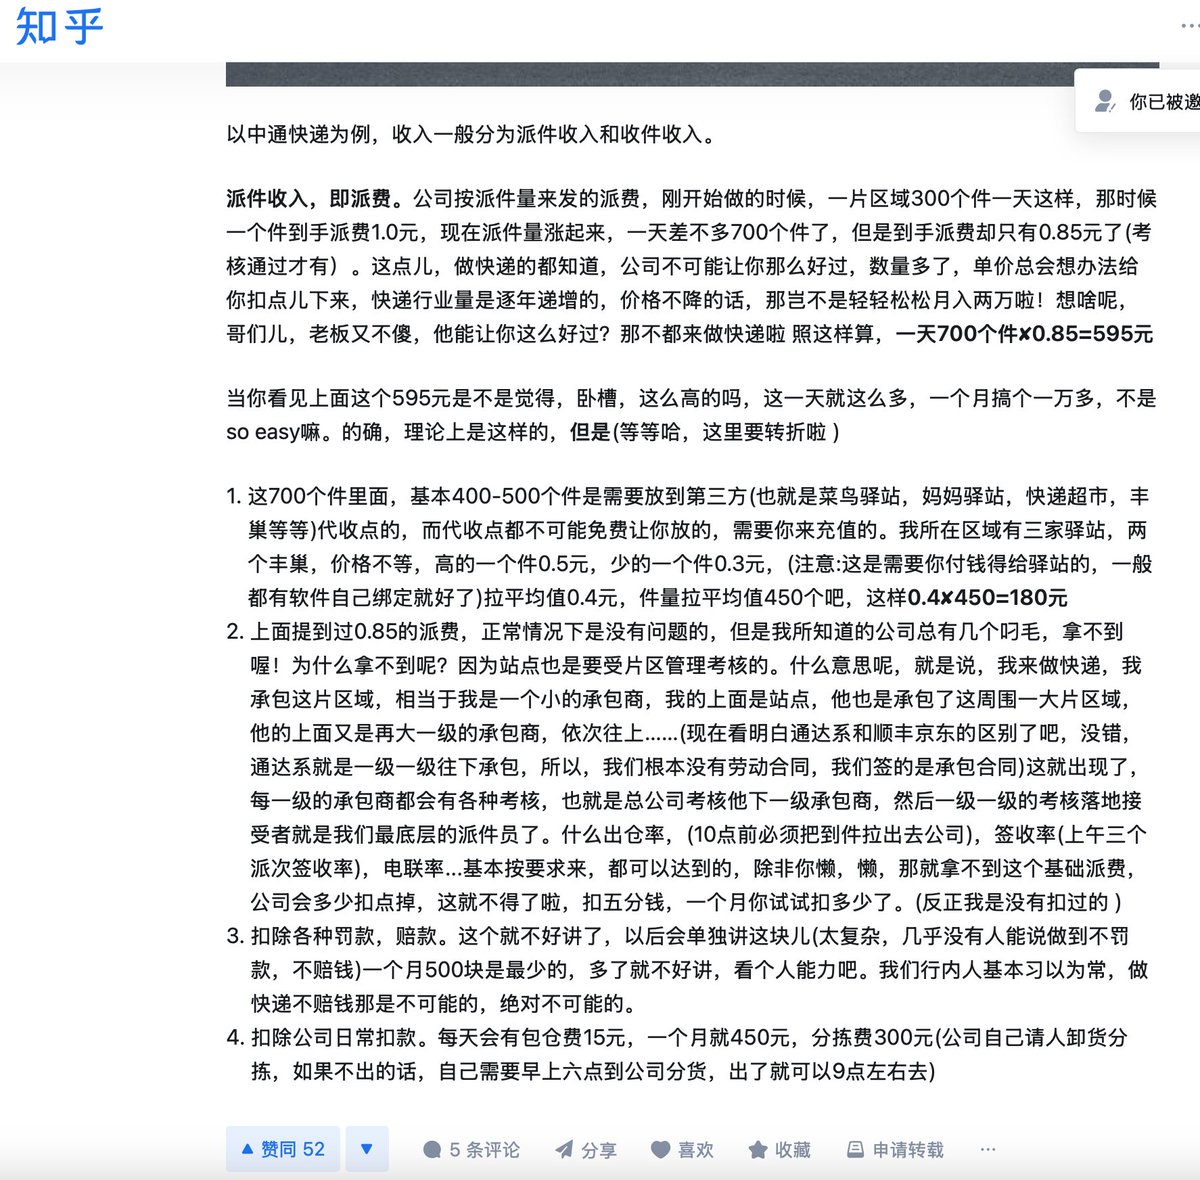 知乎
···
你已被邀
以中通快递为例，收入一般分为派件收入和收件收入。
派件收入，即派费。公司按派件量来发的派费，刚开始做的时候，一片区域300个件一天这样，那时候
一个件到手派费1.0元，现在派件量涨起来，一天差不多700个件了，但是到手派费却只有0.85元了(考
核通过才有）。这点儿，做快递的都知道，公司不可能让你那么好过，数量多了，单价总会想办法给
你扣点儿下来，快递行业量是逐年递增的，价格不降的话，那岂不是轻轻松松月入两万啦！想啥呢，
哥们儿，老板又不傻，他能让你这么好过？那不都来做快递啦 照这样算，一天700个件✘0.85=595元
当你看见上面这个595元是不是觉得，卧槽，这么高的吗，这一天就这么多，一个月搞个一万多，不是
so easy嘛。的确，理论上是这样的，但是(等等哈，这里要转折啦 )
1. 这700个件里面，基本400-500个件是需要放到第三方(也就是菜鸟驿站，妈妈驿站，快递超市，丰
巢等等)代收点的，而代收点都不可能免费让你放的，需要你来充值的。我所在区域有三家驿站，两
个丰巢，价格不等，高的一个件0.5元，少的一个件0.3元，(注意:这是需要你付钱得给驿站的，一般
都有软件自己绑定就好了)拉平均值0.4元，件量拉平均值450个吧，这样0.4✘450=180元
2. 上面提到过0.85的派费，正常情况下是没有问题的，但是我所知道的公司总有几个叼毛，拿不到
喔！为什么拿不到呢？因为站点也是要受片区管理考核的。什么意思呢，就是说，我来做快递，我
承包这片区域，相当于我是一个小的承包商，我的上面是站点，他也是承包了这周围一大片区域，
他的上面又是再大一级的承包商，依次往上……(现在看明白通达系和顺丰京东的区别了吧，没错，
通达系就是一级一级往下承包，所以，我们根本没有劳动合同，我们签的是承包合同)这就出现了，
每一级的承包商都会有各种考核，也就是总公司考核他下一级承包商，然后一级一级的考核落地接
受者就是我们最底层的派件员了。什么出仓率，(10点前必须把到件拉出去公司)，签收率(上午三个
派次签收率)，电联率...基本按要求来，都可以达到的，除非你懒，懒，那就拿不到这个基础派费，
公司会多少扣点掉，这就不得了啦，扣五分钱，一个月你试试扣多少了。(反正我是没有扣过的 )
3. 扣除各种罚款，赔款。这个就不好讲了，以后会单独讲这块儿(太复杂，几乎没有人能说做到不罚
款，不赔钱)一个月500块是最少的，多了就不好讲，看个人能力吧。我们行内人基本习以为常，做
快递不赔钱那是不可能的，绝对不可能的。
4. 扣除公司日常扣款。每天会有包仓费15元，一个月就450元，分拣费300元(公司自己请人卸货分
拣，如果不出的话，自己需要早上六点到公司分货，出了就可以9点左右去)
▲ 赞同 52 ▼ 5 条评论 分享 喜欢 收藏 申请转载 ···